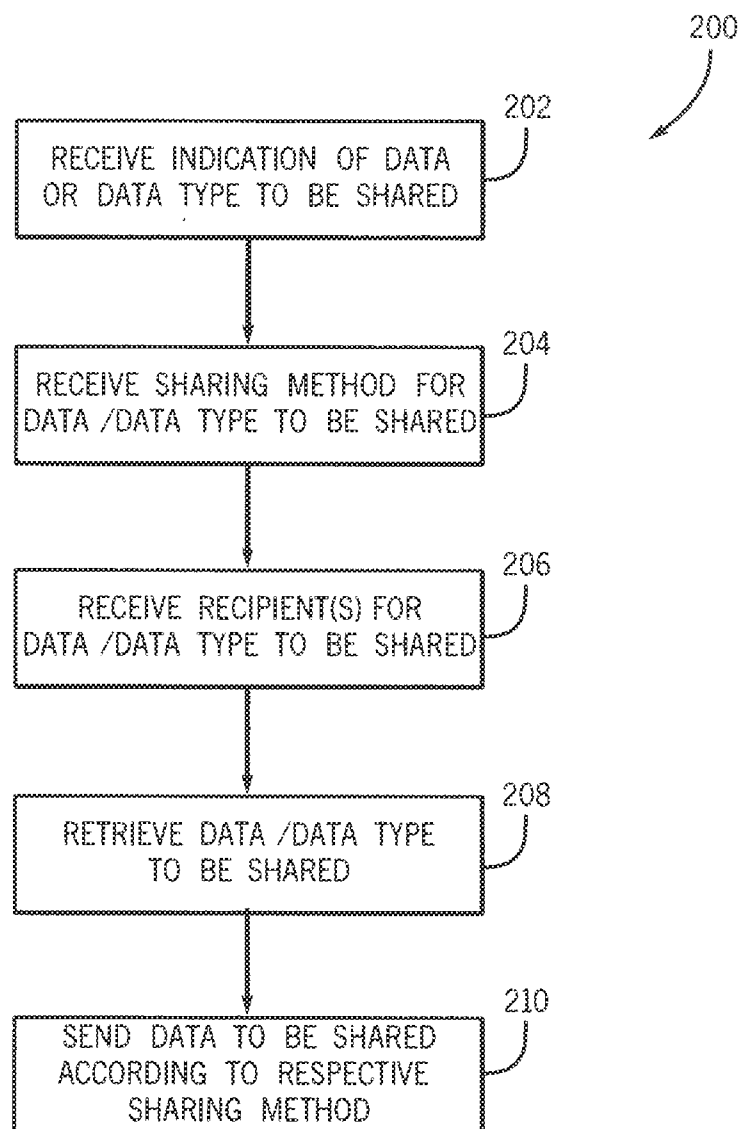 200
202
RECEIVE INDICATION OF DATA
OR DATA TYPE TO BE SHARED
204
RECEIVE SHARING METHOD FOR
DATA /DATA TYPE TO BE SHARED
206
RECEIVE RECIPIENT(S) FOR
DATA /DATA TYPE TO BE SHARED
208
RETRIEVE DATA /DATA TYPE
TO BE SHARED
210
SEND DATA TO BE SHARED
ACCORDING TO RESPECTIVE
SHARING METHOD